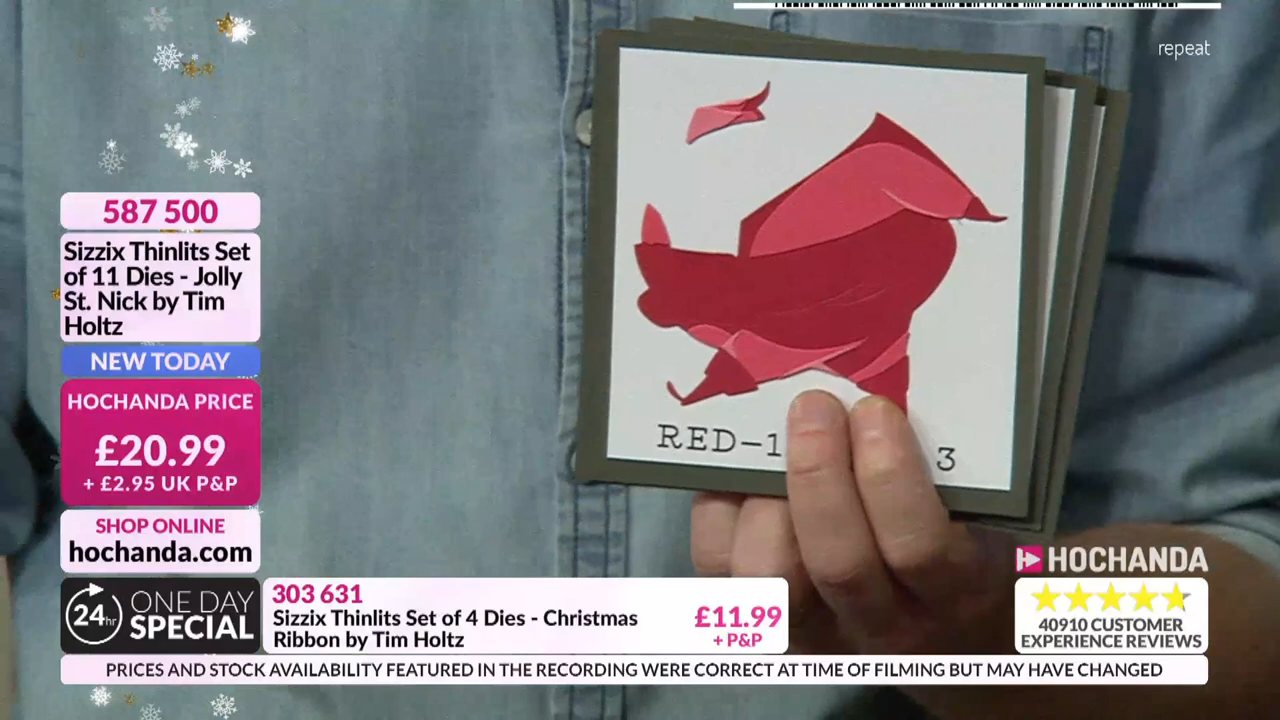 repeat
587 500
Sizzix Thinlits Set
of 11 Dies - Jolly
St. Nick by Tim
Holtz
NEW TODAY
HOCHANDA PRICE
£20.99
+ £2.95 UK P&P
SHOP ONLINE
hochanda.com
RED-1
3
HOCHANDA
24hr
ONE DAY
SPECIAL
303 631
Sizzix Thinlits Set of 4 Dies - Christmas
Ribbon by Tim Holtz
£11.99
+ P&P
40910 CUSTOMER
EXPERIENCE REVIEWS
PRICES AND STOCK AVAILABILITY FEATURED IN THE RECORDING WERE CORRECT AT TIME OF FILMING BUT MAY HAVE CHANGED